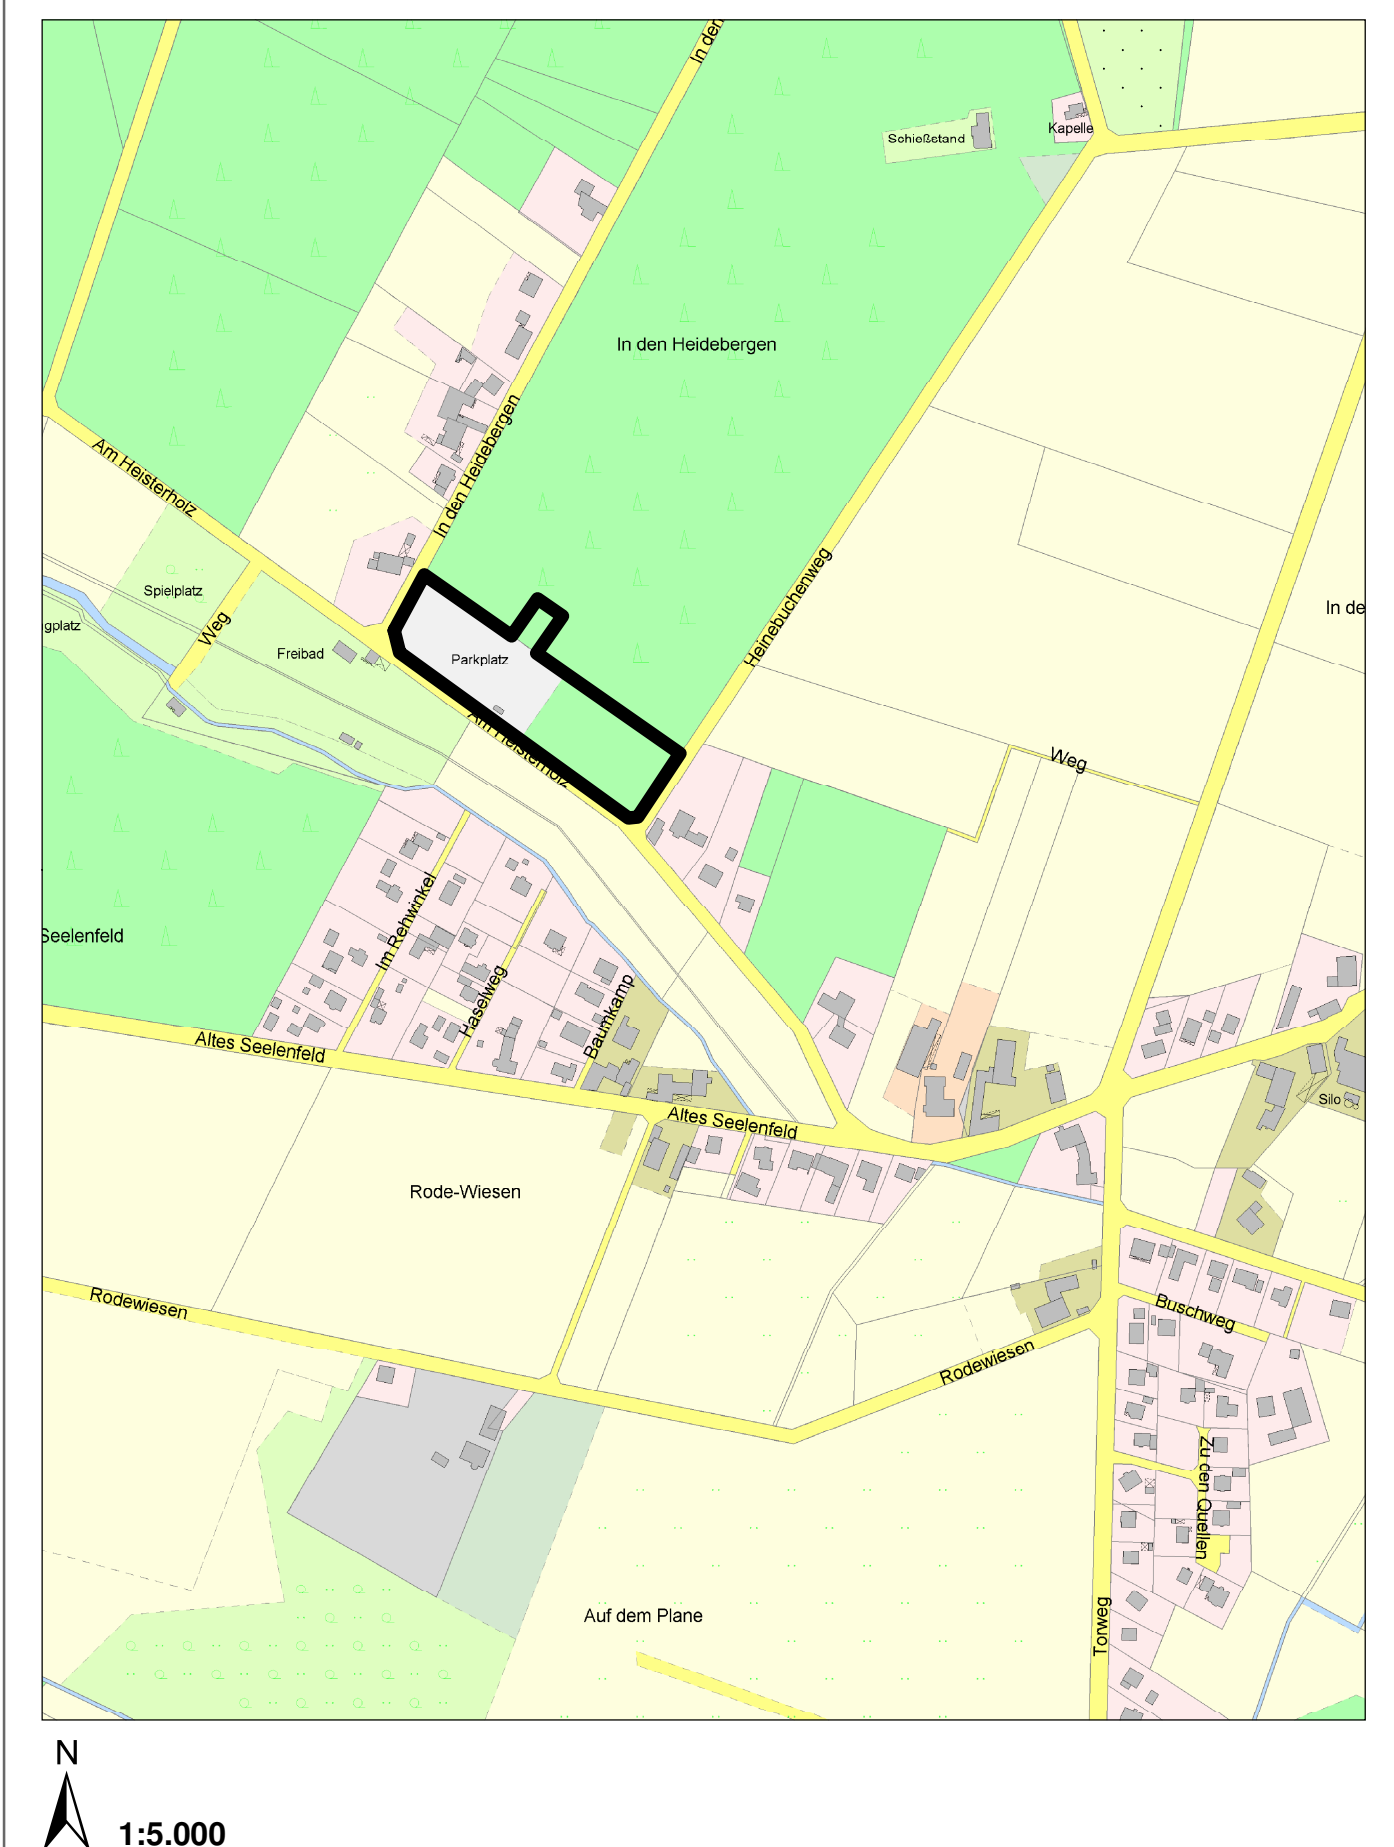 In den
Schießstand
Kapelle
In den Heidebergen
In den Heidebergen
Am Heisterholz
Heinebuchenweg
Spielplatz
gplatz
Weg
In de
Freibad
Parkplatz
Am Heisterholz
Weg
Im Rehwinkel
Seelenfeld
Haselweg
Baumkamp
Altes Seelenfeld
Silo
Altes Seelenfeld
Rode-Wiesen
Rodewiesen
Buschweg
Rodewiesen
Zu den Quellen
Auf dem Plane
Torweg
N
1:5.000